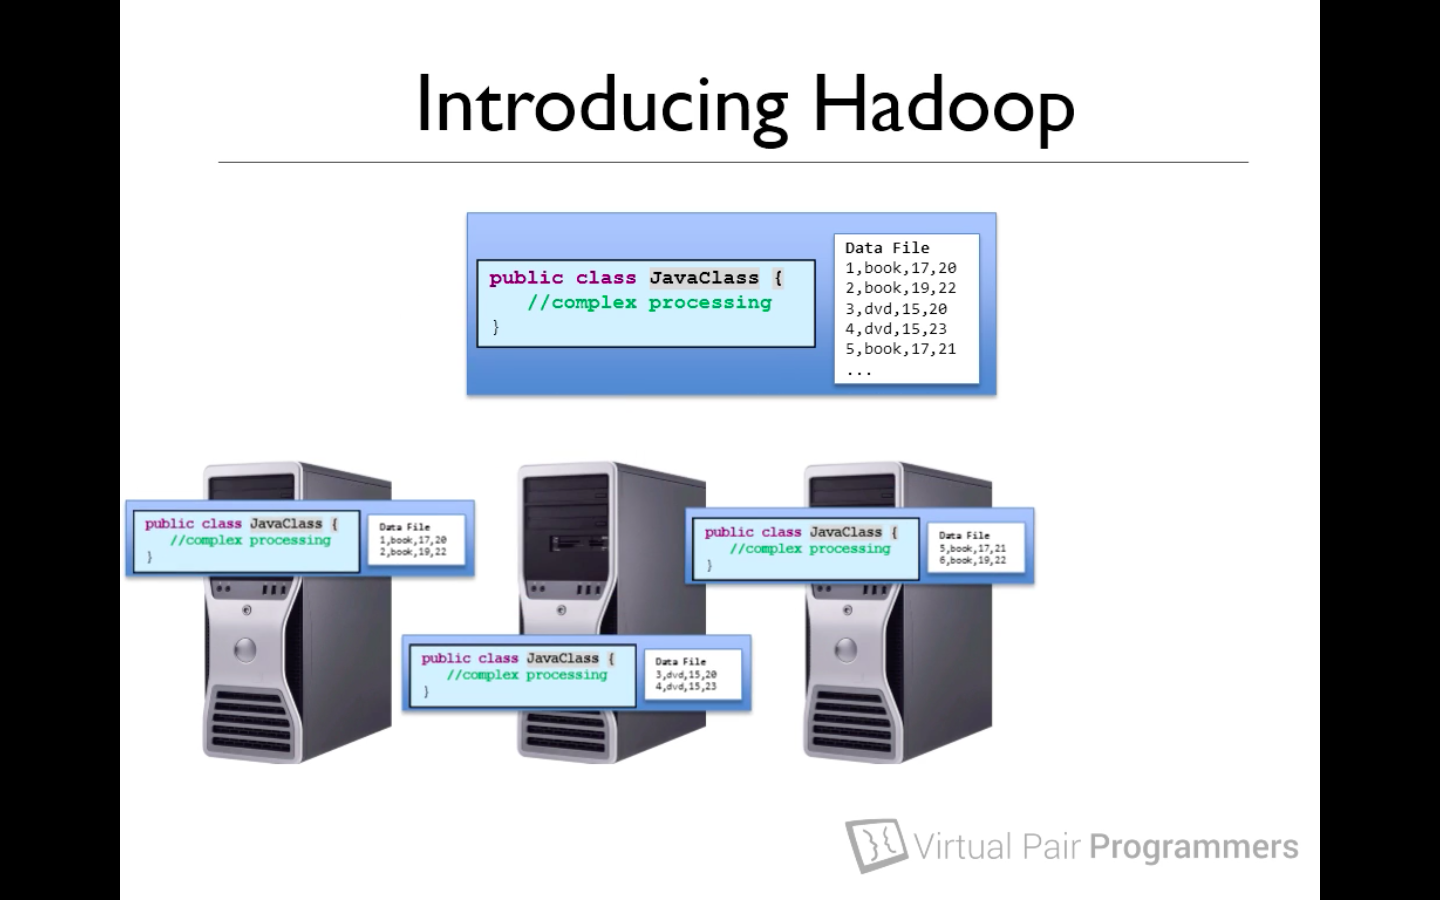 Introducing Hadoop
public class JavaClass {
//complex processing
}
Data File
1,book,17,20
2,book,19,22
3,dvd,15,20
4,dvd,15,23
5,book,17,21
...
public class JavaClass {
//complex processing
}
Data File
1,book,17,20
2,book,19,22
public class JavaClass {
//complex processing
}
Data File
3,dvd,15,20
4,dvd,15,23
public class JavaClass {
//complex processing
}
Data File
5,book,17,21
6,book,19,22
Virtual Pair Programmers